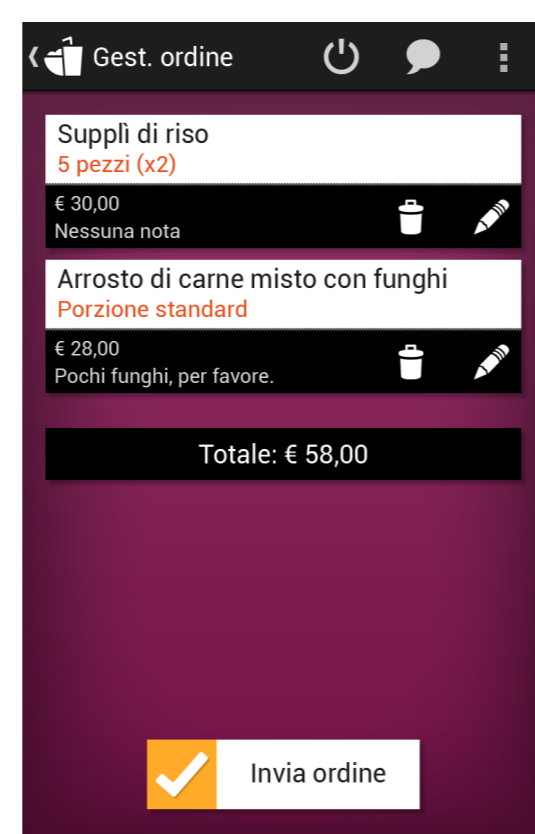 Gest. ordine
Supplì di riso
5 pezzi (x2)
€ 30,00
Nessuna nota
Arrosto di carne misto con funghi
Porzione standard
€ 28,00
Pochi funghi, per favore.
Totale: € 58,00
Invia ordine